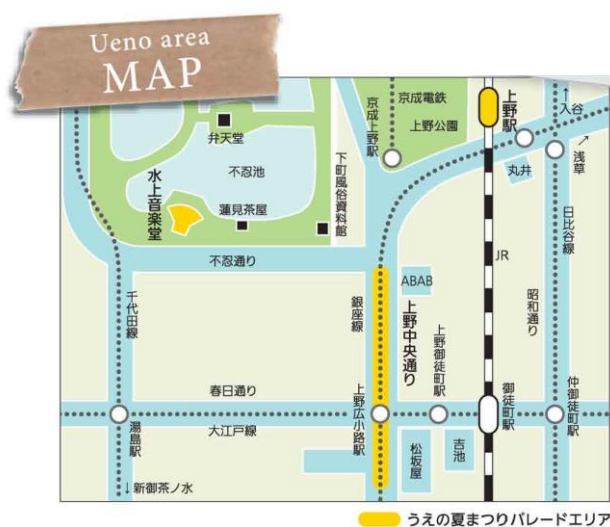 Ueno area
MAP
京成電鉄
上野公園
京成上野駅
上野駅
↑
入谷
↗
浅草
丸井
弁天堂
不忍池
水上音楽堂
蓮見茶屋
下町風俗資料館
日比谷線
JR
不忍通り
ABAB
銀座線
上野中央通り
昭和通り
千代田線
上野御徒町駅
春日通り
大江戸線
湯島駅
上野広小路駅
御徒町駅
仲御徒町駅
松坂屋
吉池
↓新御茶ノ水
うえの夏まつりパレードエリア